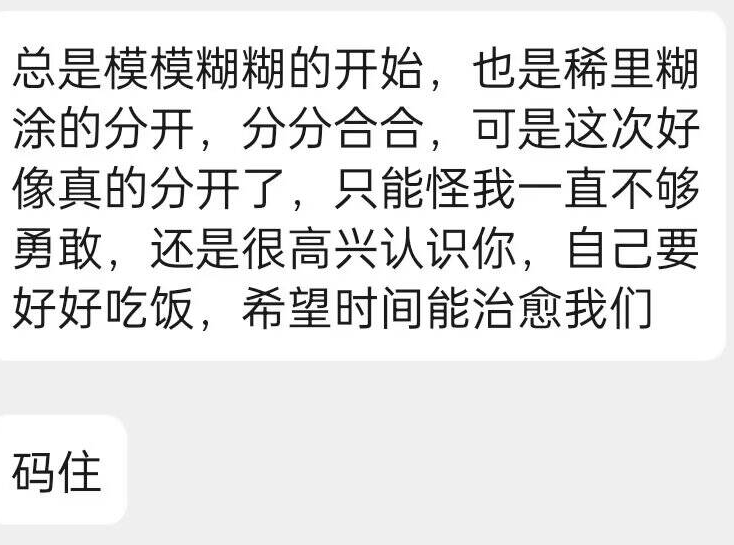 总是模模糊糊的开始，也是稀里糊
涂的分开，分分合合，可是这次好
像真的分开了，只能怪我一直不够
勇敢，还是很高兴认识你，自己要
好好吃饭，希望时间能治愈我们
码住